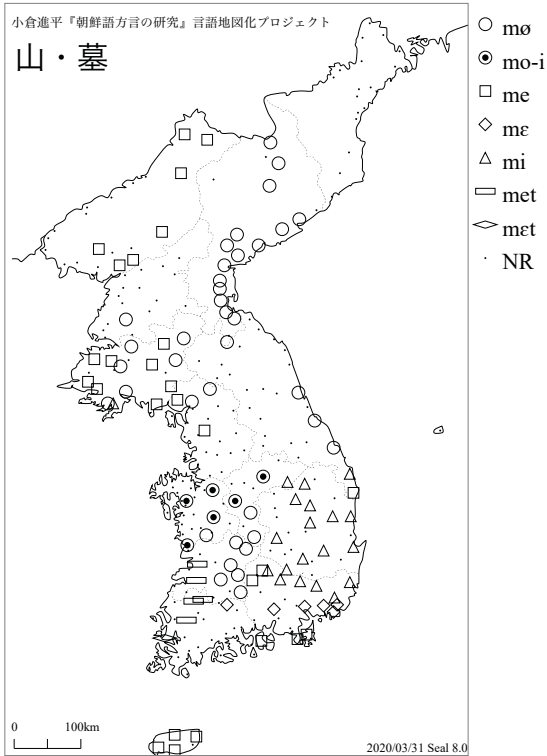 小倉進平『朝鮮語方言の研究』言語地図化プロジェクト
山・墓
mø
mo-i
me
mɛ
mi
met
mɛt
NR
0 100km
2020/03/31 Seal 8.0